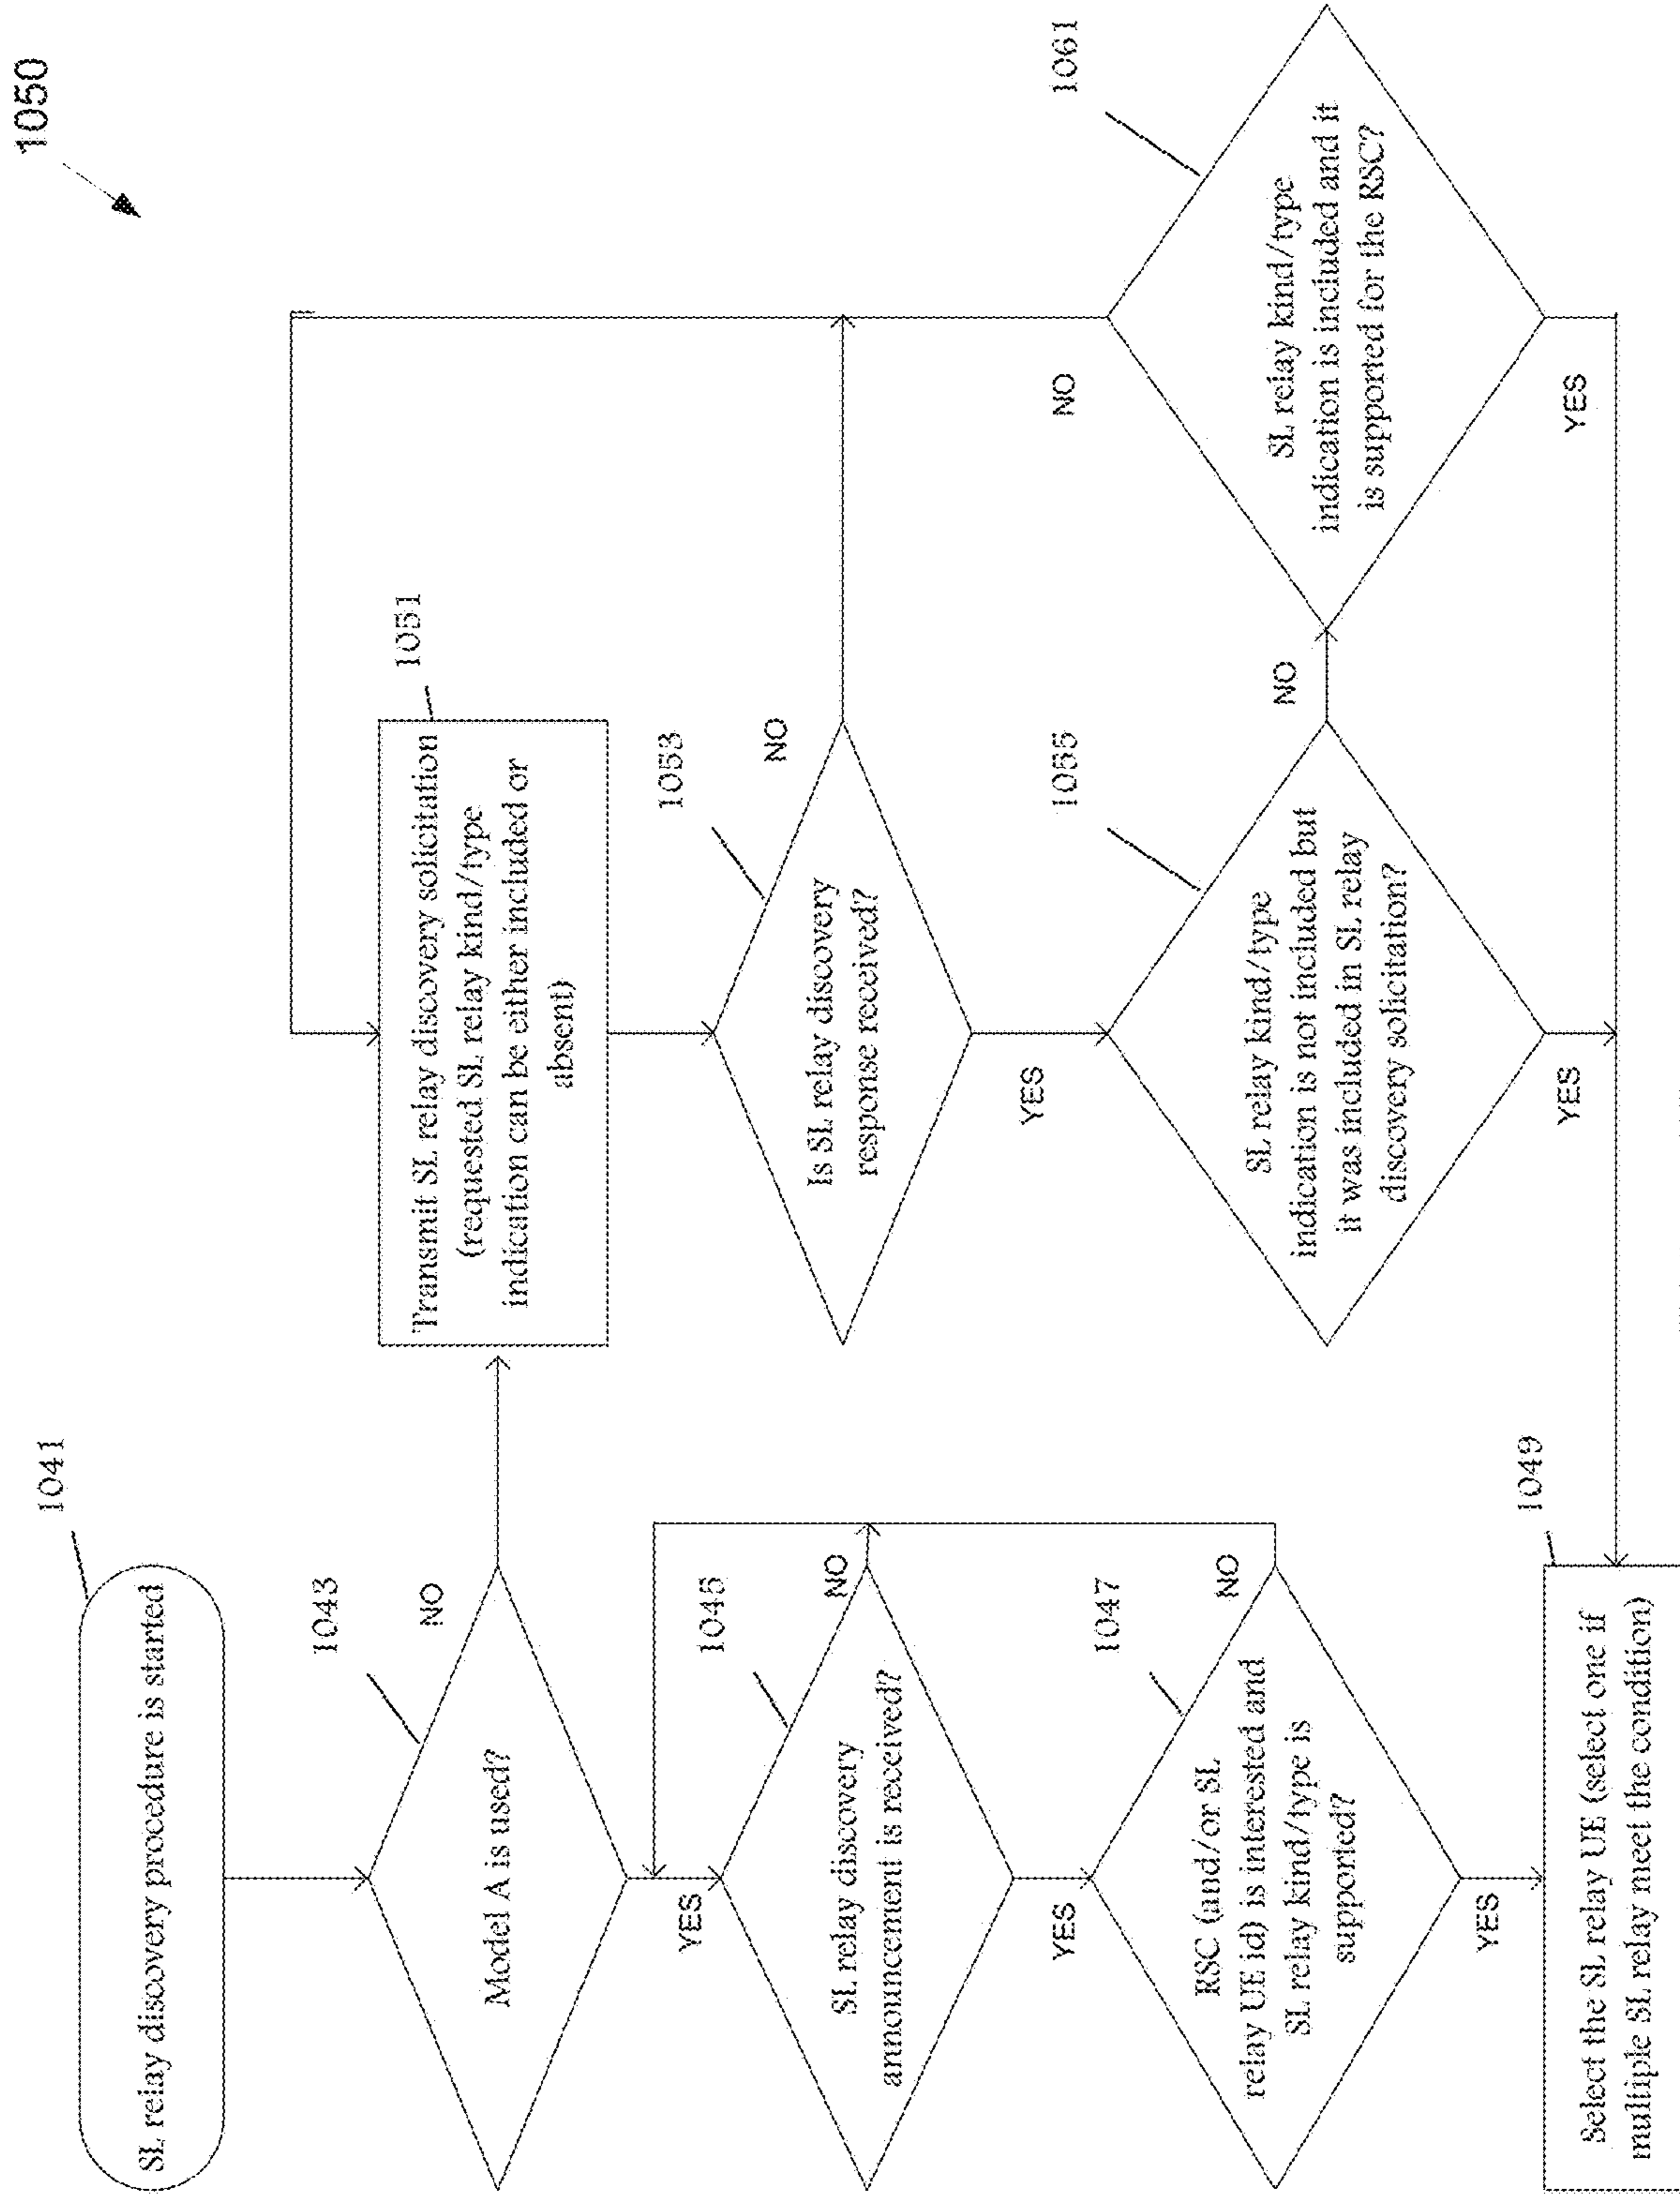 1050
1041
SL relay discovery procedure is started
1043
Model A is used?
NO
YES
1045
SL relay discovery
announcement is received?
NO
YES
1047
RSC (and/or SL
relay UE id) is interested and
SL relay kind/type is
supported?
NO
YES
1049
Select the SL relay UE (select one if
multiple SL relay meet the condition)
1051
Transmit SL relay discovery solicitation
(requested SL relay kind/type
indication can be either included or
absent)
1053
Is SL relay discovery
response received?
NO
YES
1055
SL relay kind/type
indication is not included but
it was included in SL relay
discovery solicitation?
NO
YES
1061
SL relay kind/type
indication is included and it
is supported for the RSC?
NO
YES